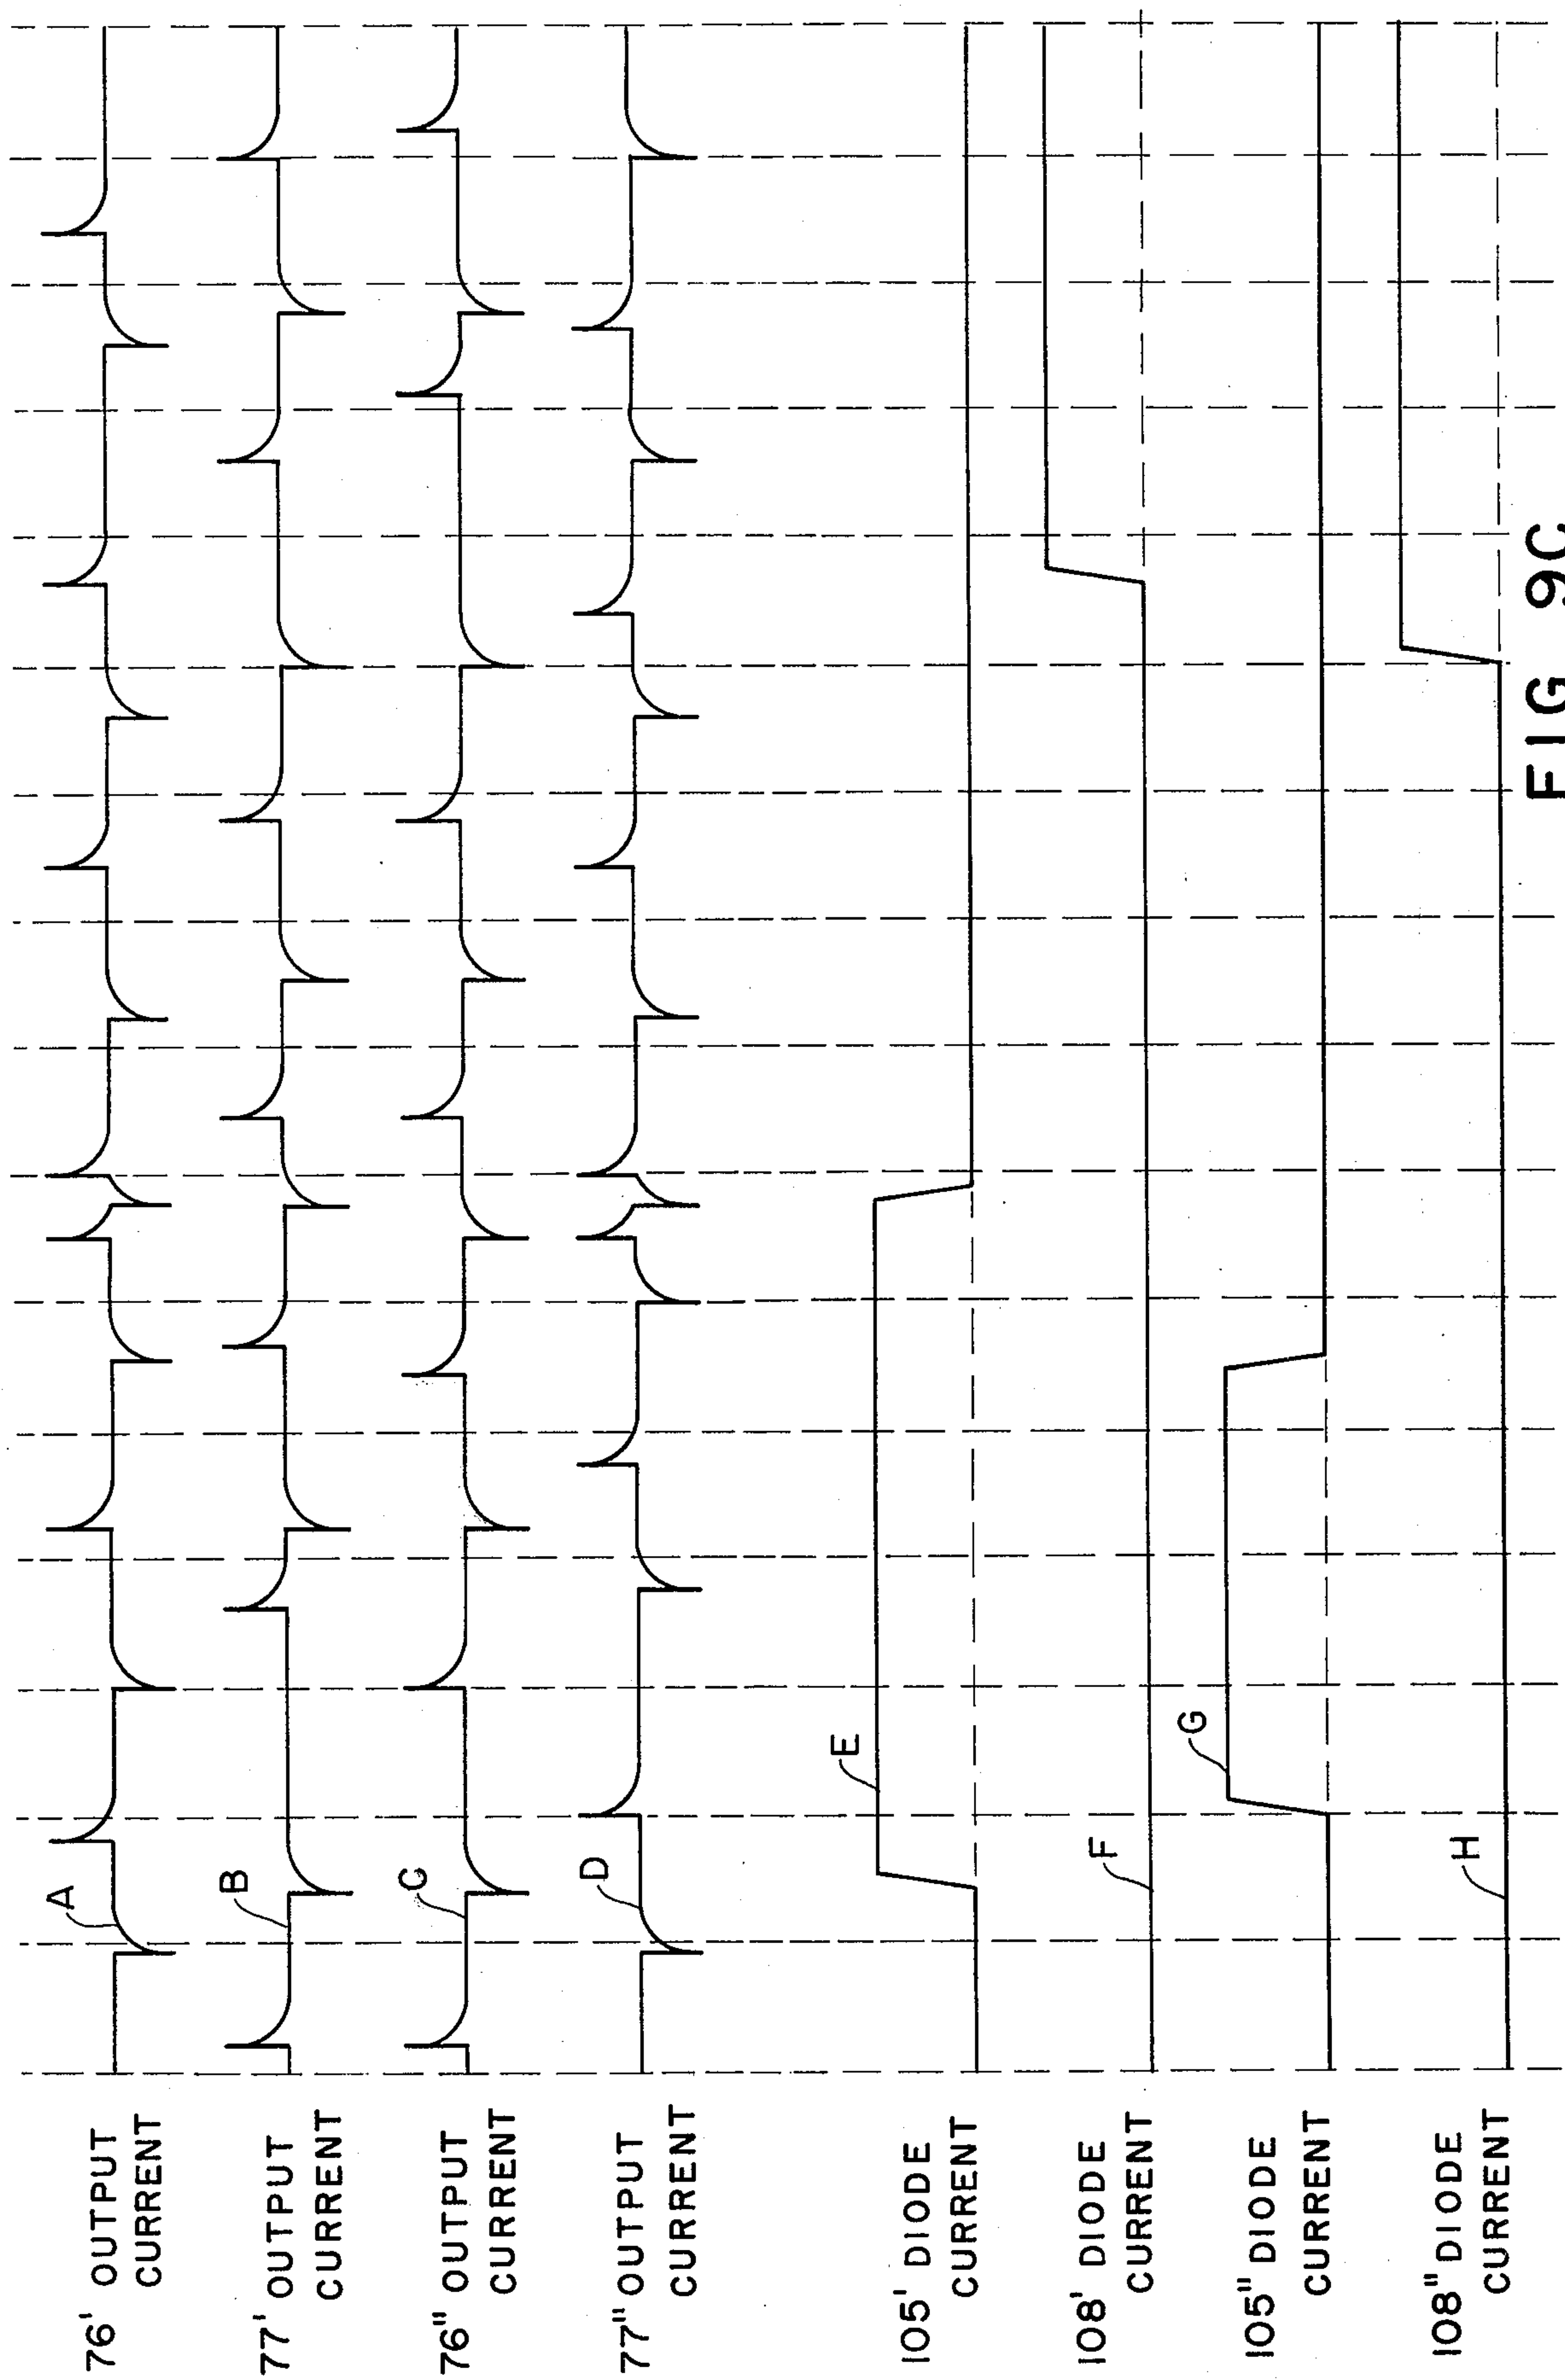 76' OUTPUT
CURRENT
77' OUTPUT
CURRENT
76" OUTPUT
CURRENT
77" OUTPUT
CURRENT
105' DIODE
CURRENT
108' DIODE
CURRENT
105" DIODE
CURRENT
108" DIODE
CURRENT
A
B
C
D
E
F
G
H
FIG 9C